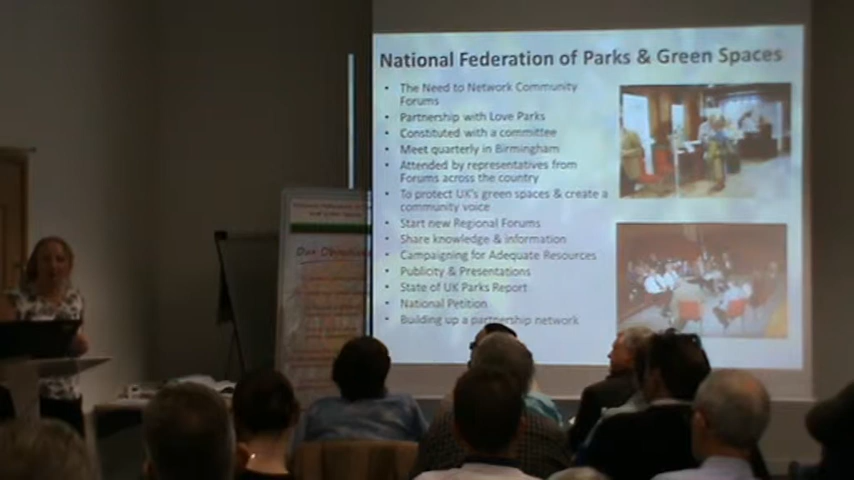 National Federation of Parks & Green Spaces
• The Need to Network Community
Forums
• Partnership with Love Parks
• Constituted with a committee
• Meet quarterly in Birmingham
• Attended by representatives from
Forums across the country
• To protect UK's green spaces & create a
community voice
• Start new Regional Forums
• Share knowledge & information
• Campaigning for Adequate Resources
• Publicity & Presentations
• State of UK Parks Report
• National Petition
• Building up a partnership network